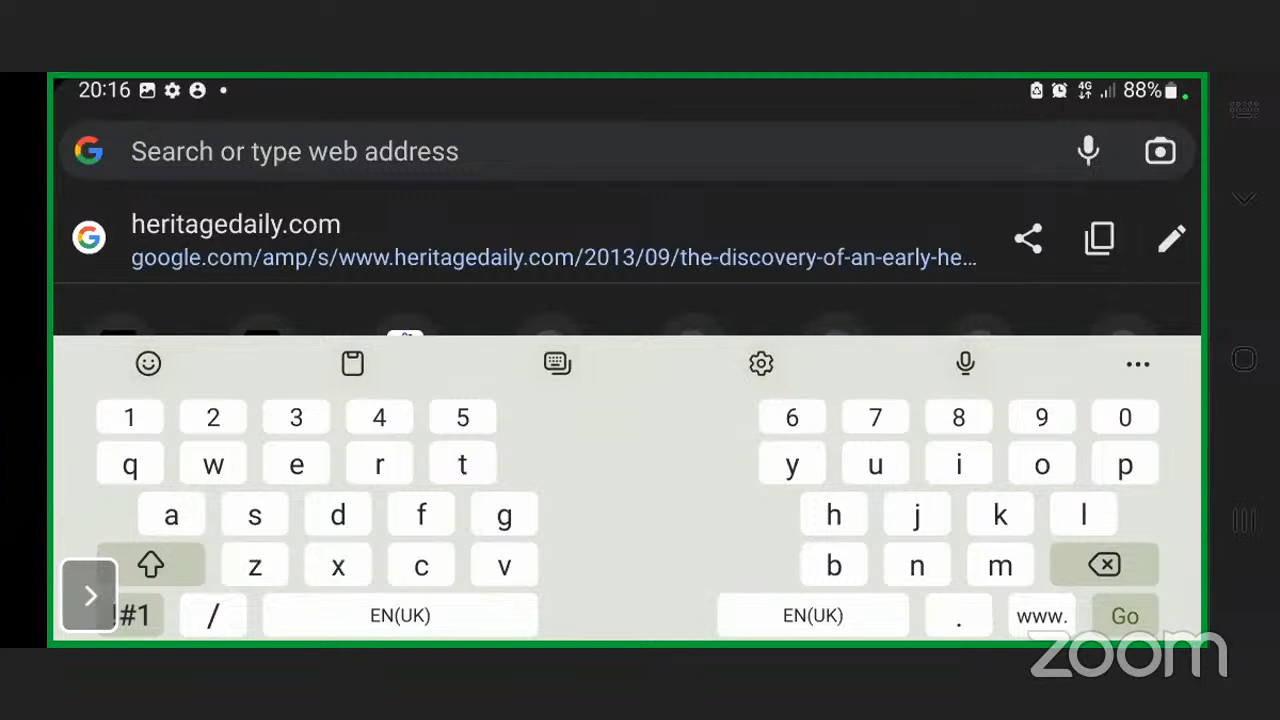 20:16 4G 88%
Search or type web address
heritagedaily.com
google.com/amp/s/www.heritagedaily.com/2013/09/the-discovery-of-an-early-he...
1 2 3 4 5 6 7 8 9 0
q w e r t y u i o p
a s d f g h j k l
z x c v b n m
!#1 / EN(UK) EN(UK) . www. Go
zoom